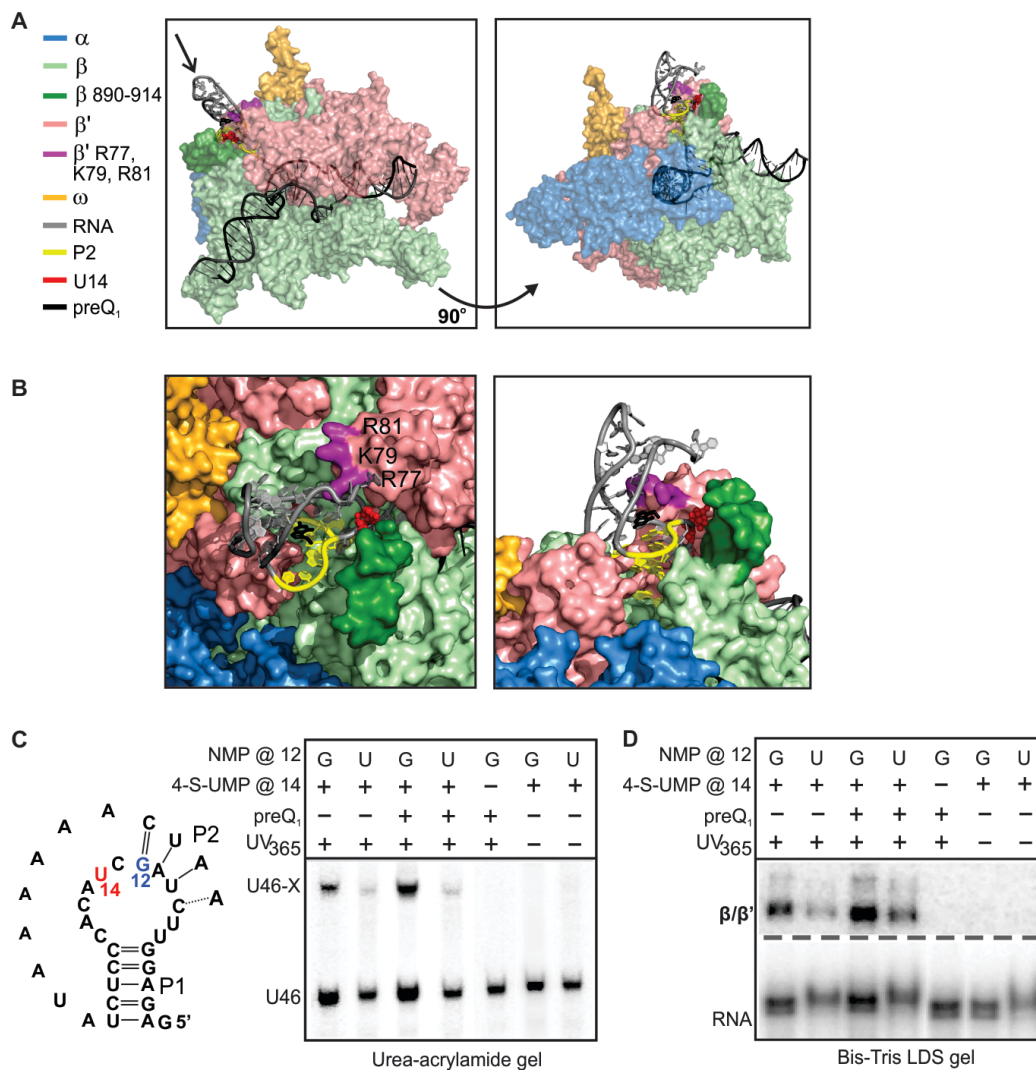 A
α
β
β 890-914
β'
β' R77,
K79, R81
ω
RNA
P2
U14
preQ₁
90°
B
R81
K79
R77
C
NMP @ 12 G U G U G G U
4-S-UMP @ 14 + + + + − + +
preQ₁ − − + + + − −
UV365 + + + + + − −
U46-X
U46
Urea-acrylamide gel
A A C
A U P2
A C G A A
A U 12 U
14 A C A
A C U
A C G U
C G
A C G
U A P1
U C G
A U A G 5'
D
NMP @ 12 G U G U G G U
4-S-UMP @ 14 + + + + − + +
preQ₁ − − + + + − −
UV365 + + + + + − −
β/β'
RNA
Bis-Tris LDS gel